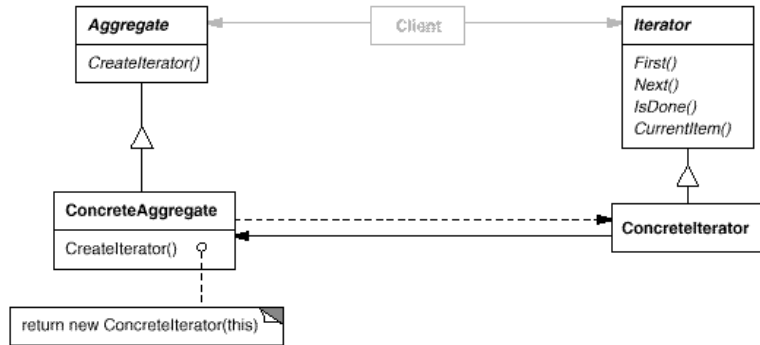 Aggregate
CreateIterator()
Client
Iterator
First()
Next()
IsDone()
CurrentItem()
ConcreteAggregate
CreateIterator()
ConcreteIterator
return new ConcreteIterator(this)